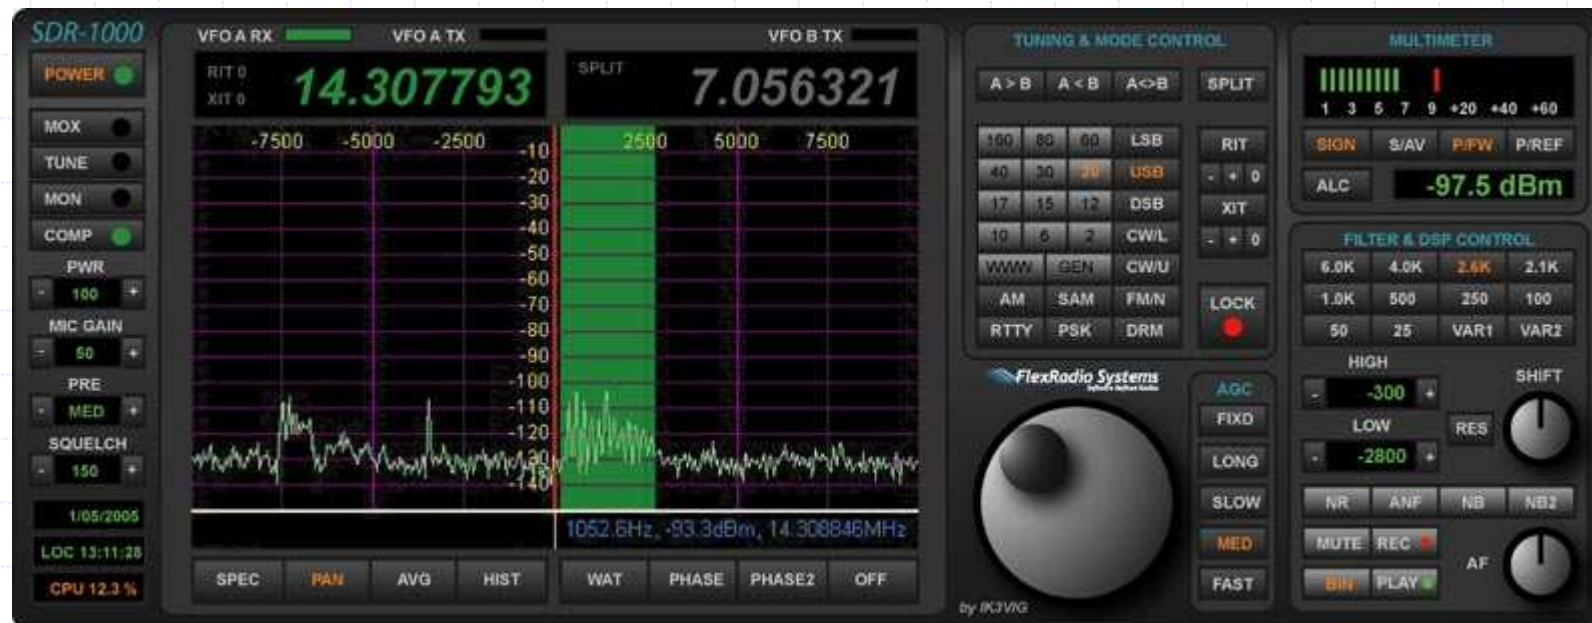 SDR-1000
POWER
MOX
TUNE
MON
COMP
PWR
- 100 +
MIC GAIN
- 50 +
PRE
- MED +
SQUELCH
- 150 +
1/05/2005
LOC 13:11:28
CPU 12.3 %
VFO A RX VFO A TX VFO B TX
RIT 0
XIT 0
14.307793
SPLIT
7.056321
-7500 -5000 -2500 2500 5000 7500
-10
-20
-30
-40
-50
-60
-70
-80
-90
-100
-110
-120
-130
-140
1052.6Hz, -93.3dBm, 14.308846MHz
SPEC PAN AVG HIST WAT PHASE PHASE2 OFF
TUNING & MODE CONTROL
A > B A < B A<>B SPLIT
160 80 60 LSB RIT
40 30 20 USB - + 0
17 15 12 DSB XIT
10 6 2 CW/L - + 0
WWV GEN CW/U
AM SAM FM/N LOCK
RTTY PSK DRM
FlexRadio Systems
by IK3VIG
AGC
FIXD
LONG
SLOW
MED
FAST
MULTIMETER
1 3 5 7 9 +20 +40 +60
SIGN S/AV P/FW P/REF
ALC -97.5 dBm
FILTER & DSP CONTROL
6.0K 4.0K 2.6K 2.1K
1.0K 500 250 100
50 25 VAR1 VAR2
HIGH
- -300 +
LOW
- -2800 +
RES
SHIFT
NR ANF NB NB2
MUTE REC
BIN PLAY
AF